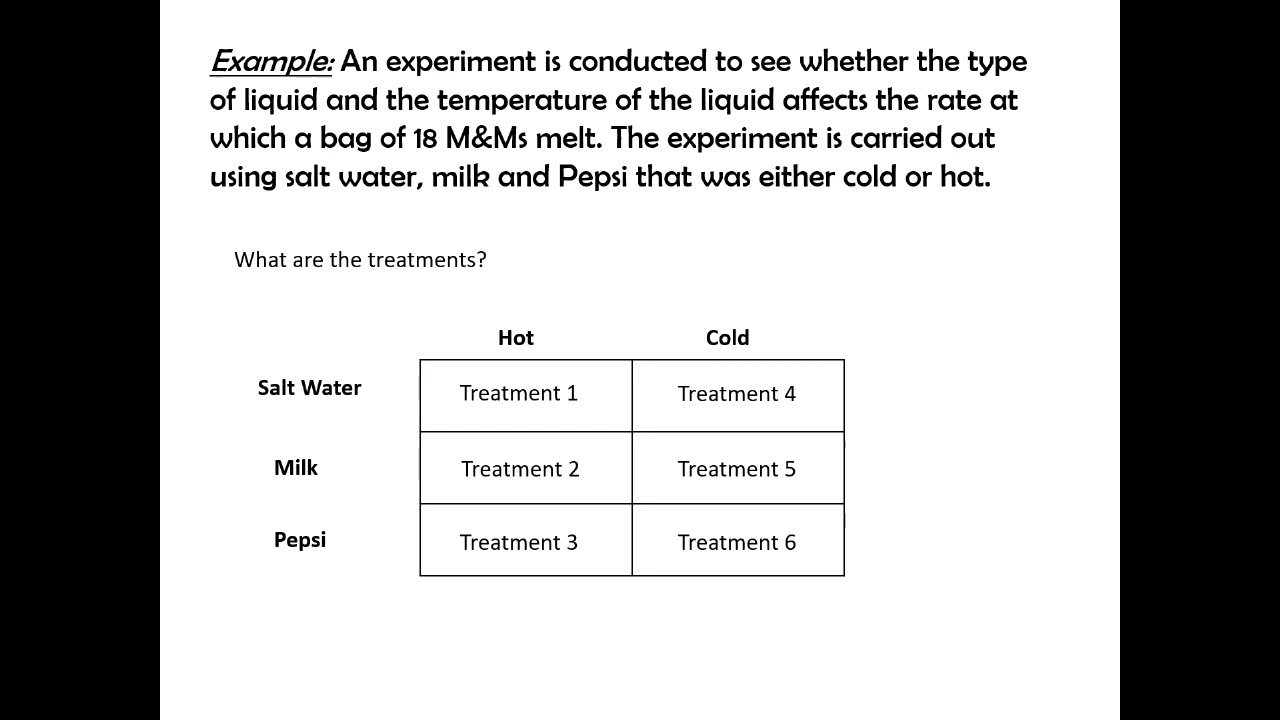 Example: An experiment is conducted to see whether the type
of liquid and the temperature of the liquid affects the rate at
which a bag of 18 M&Ms melt. The experiment is carried out
using salt water, milk and Pepsi that was either cold or hot.
What are the treatments?
Hot Cold
Salt Water Treatment 1 Treatment 4
Milk Treatment 2 Treatment 5
Pepsi Treatment 3 Treatment 6